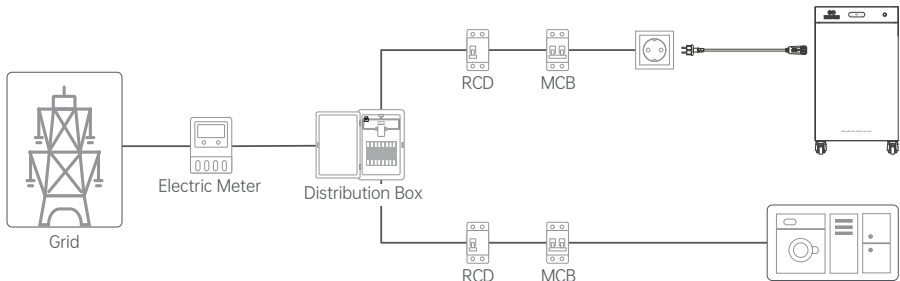 RCD
MCB
Electric Meter
Distribution Box
Grid
RCD
MCB